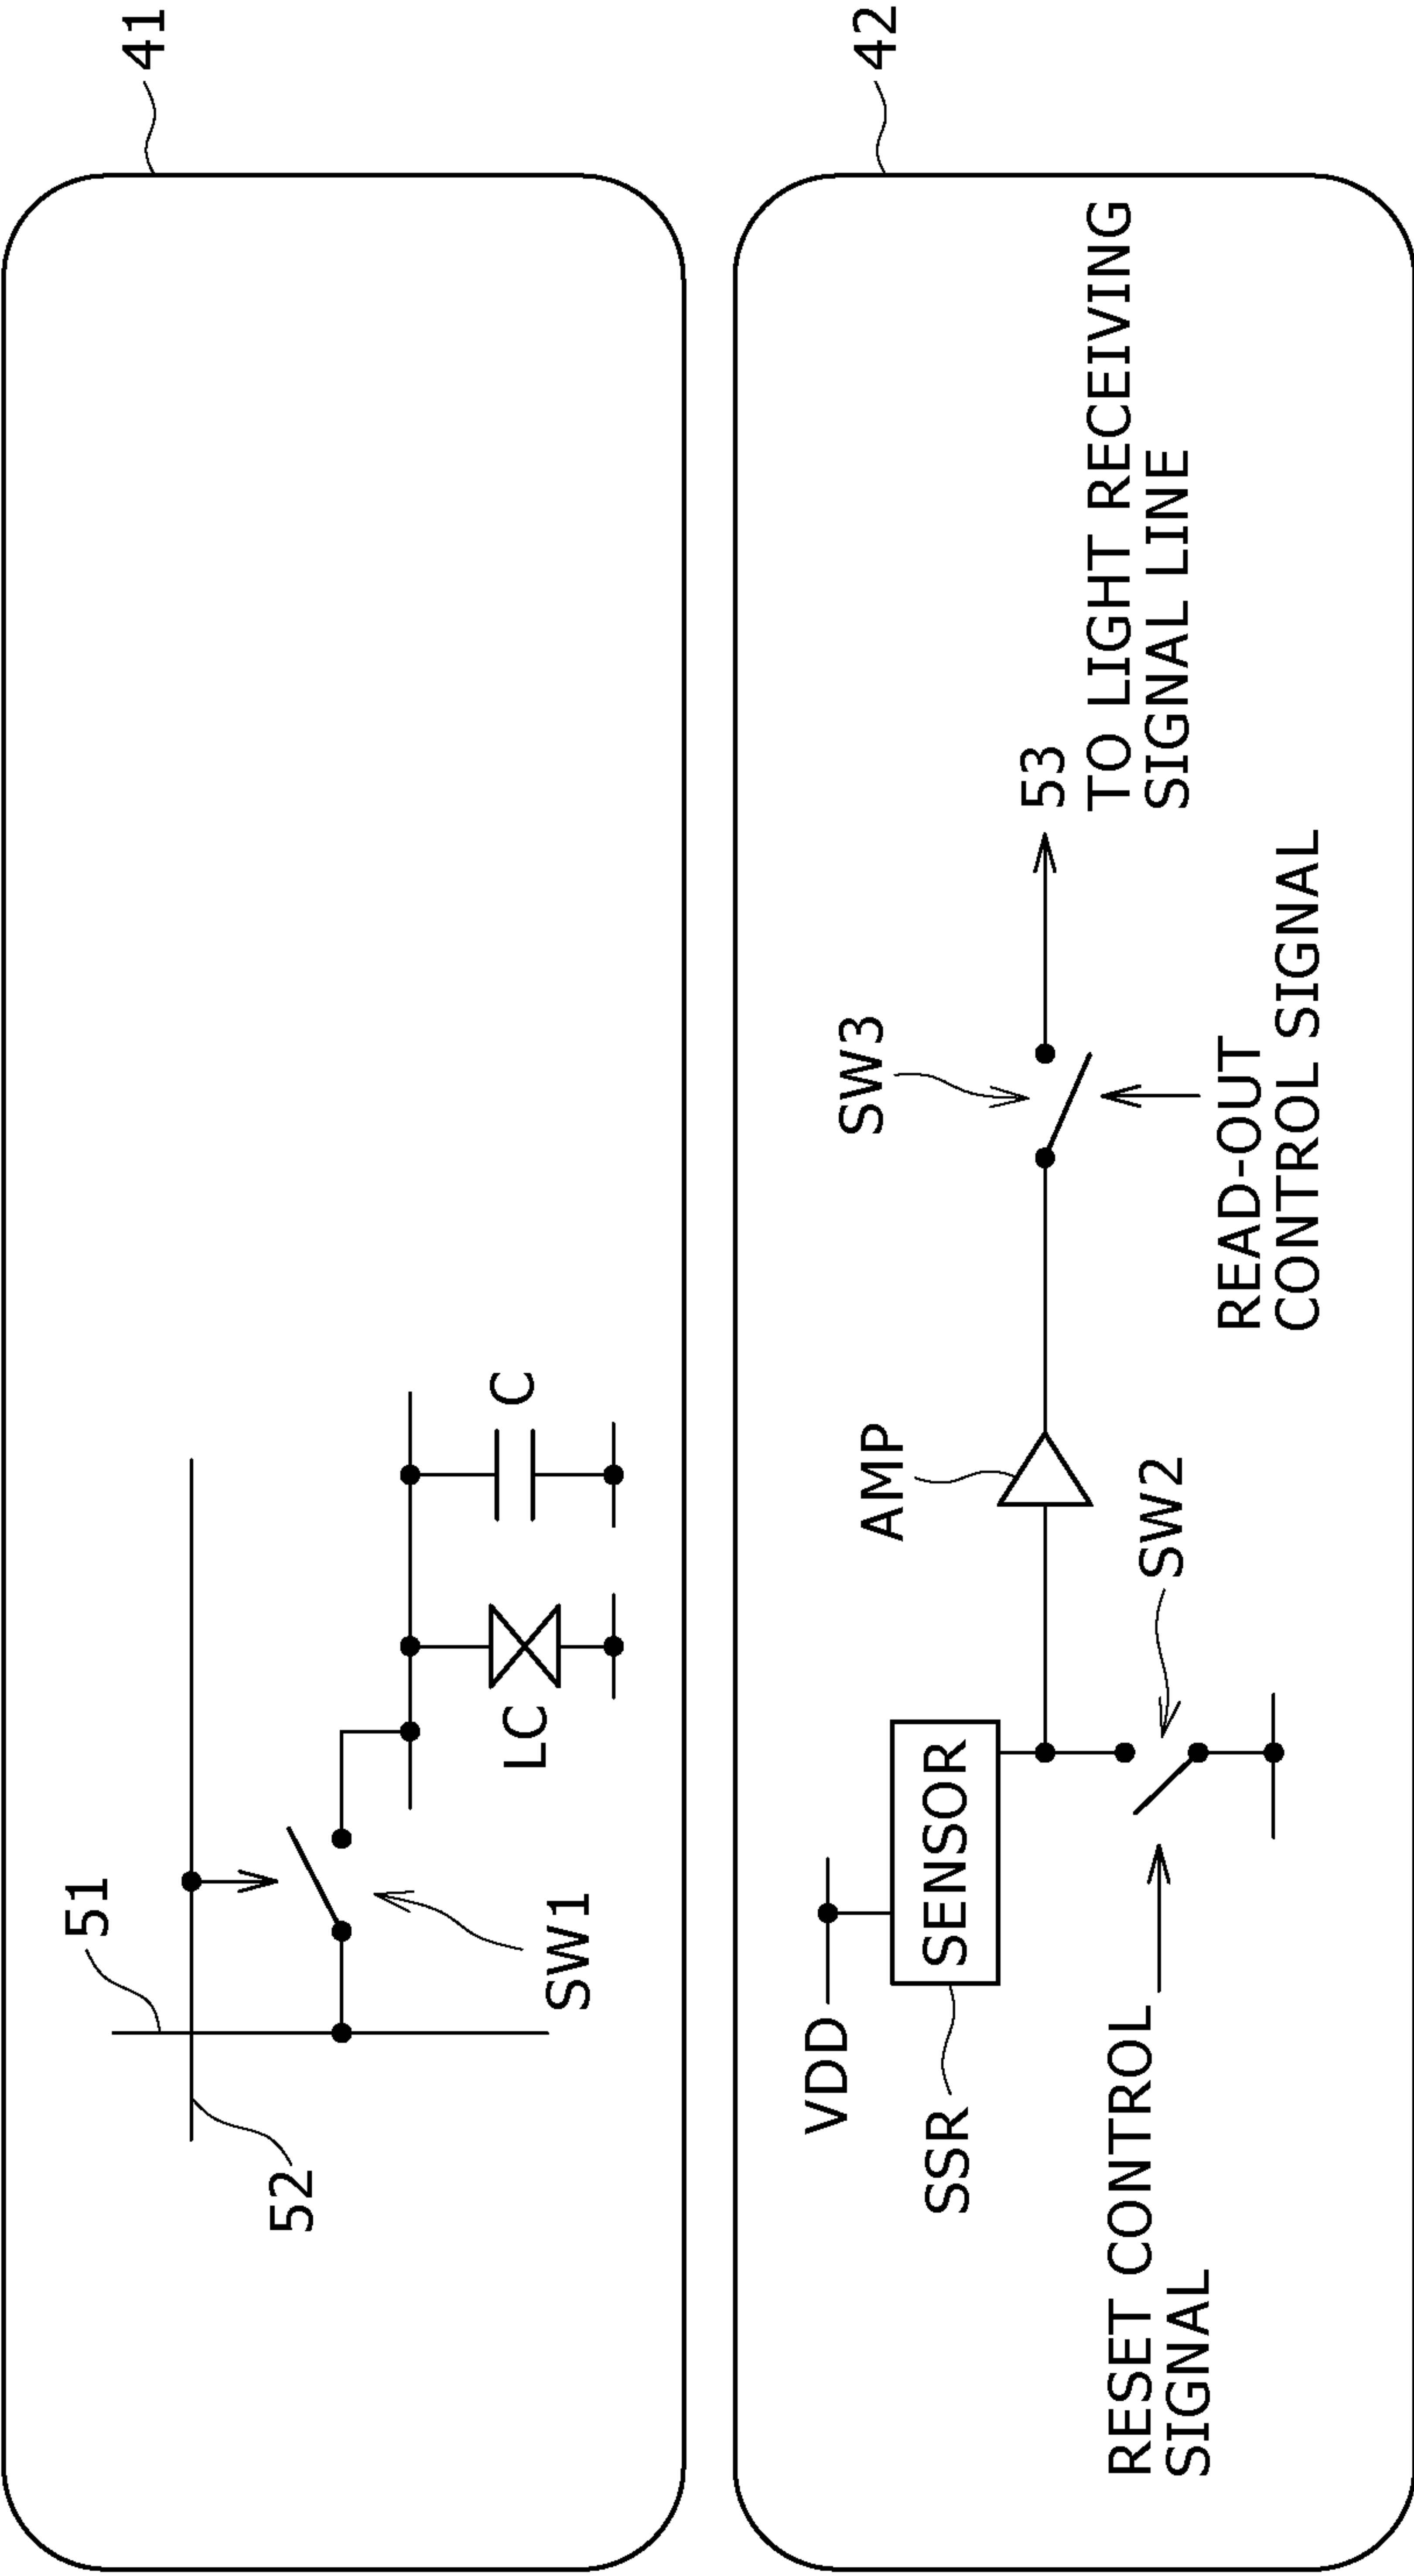 41
51
52
SW1
LC
C
42
VDD
SENSOR
SSR
AMP
SW3
53
TO LIGHT RECEIVING
SIGNAL LINE
SW2
READ-OUT
CONTROL SIGNAL
RESET CONTROL
SIGNAL